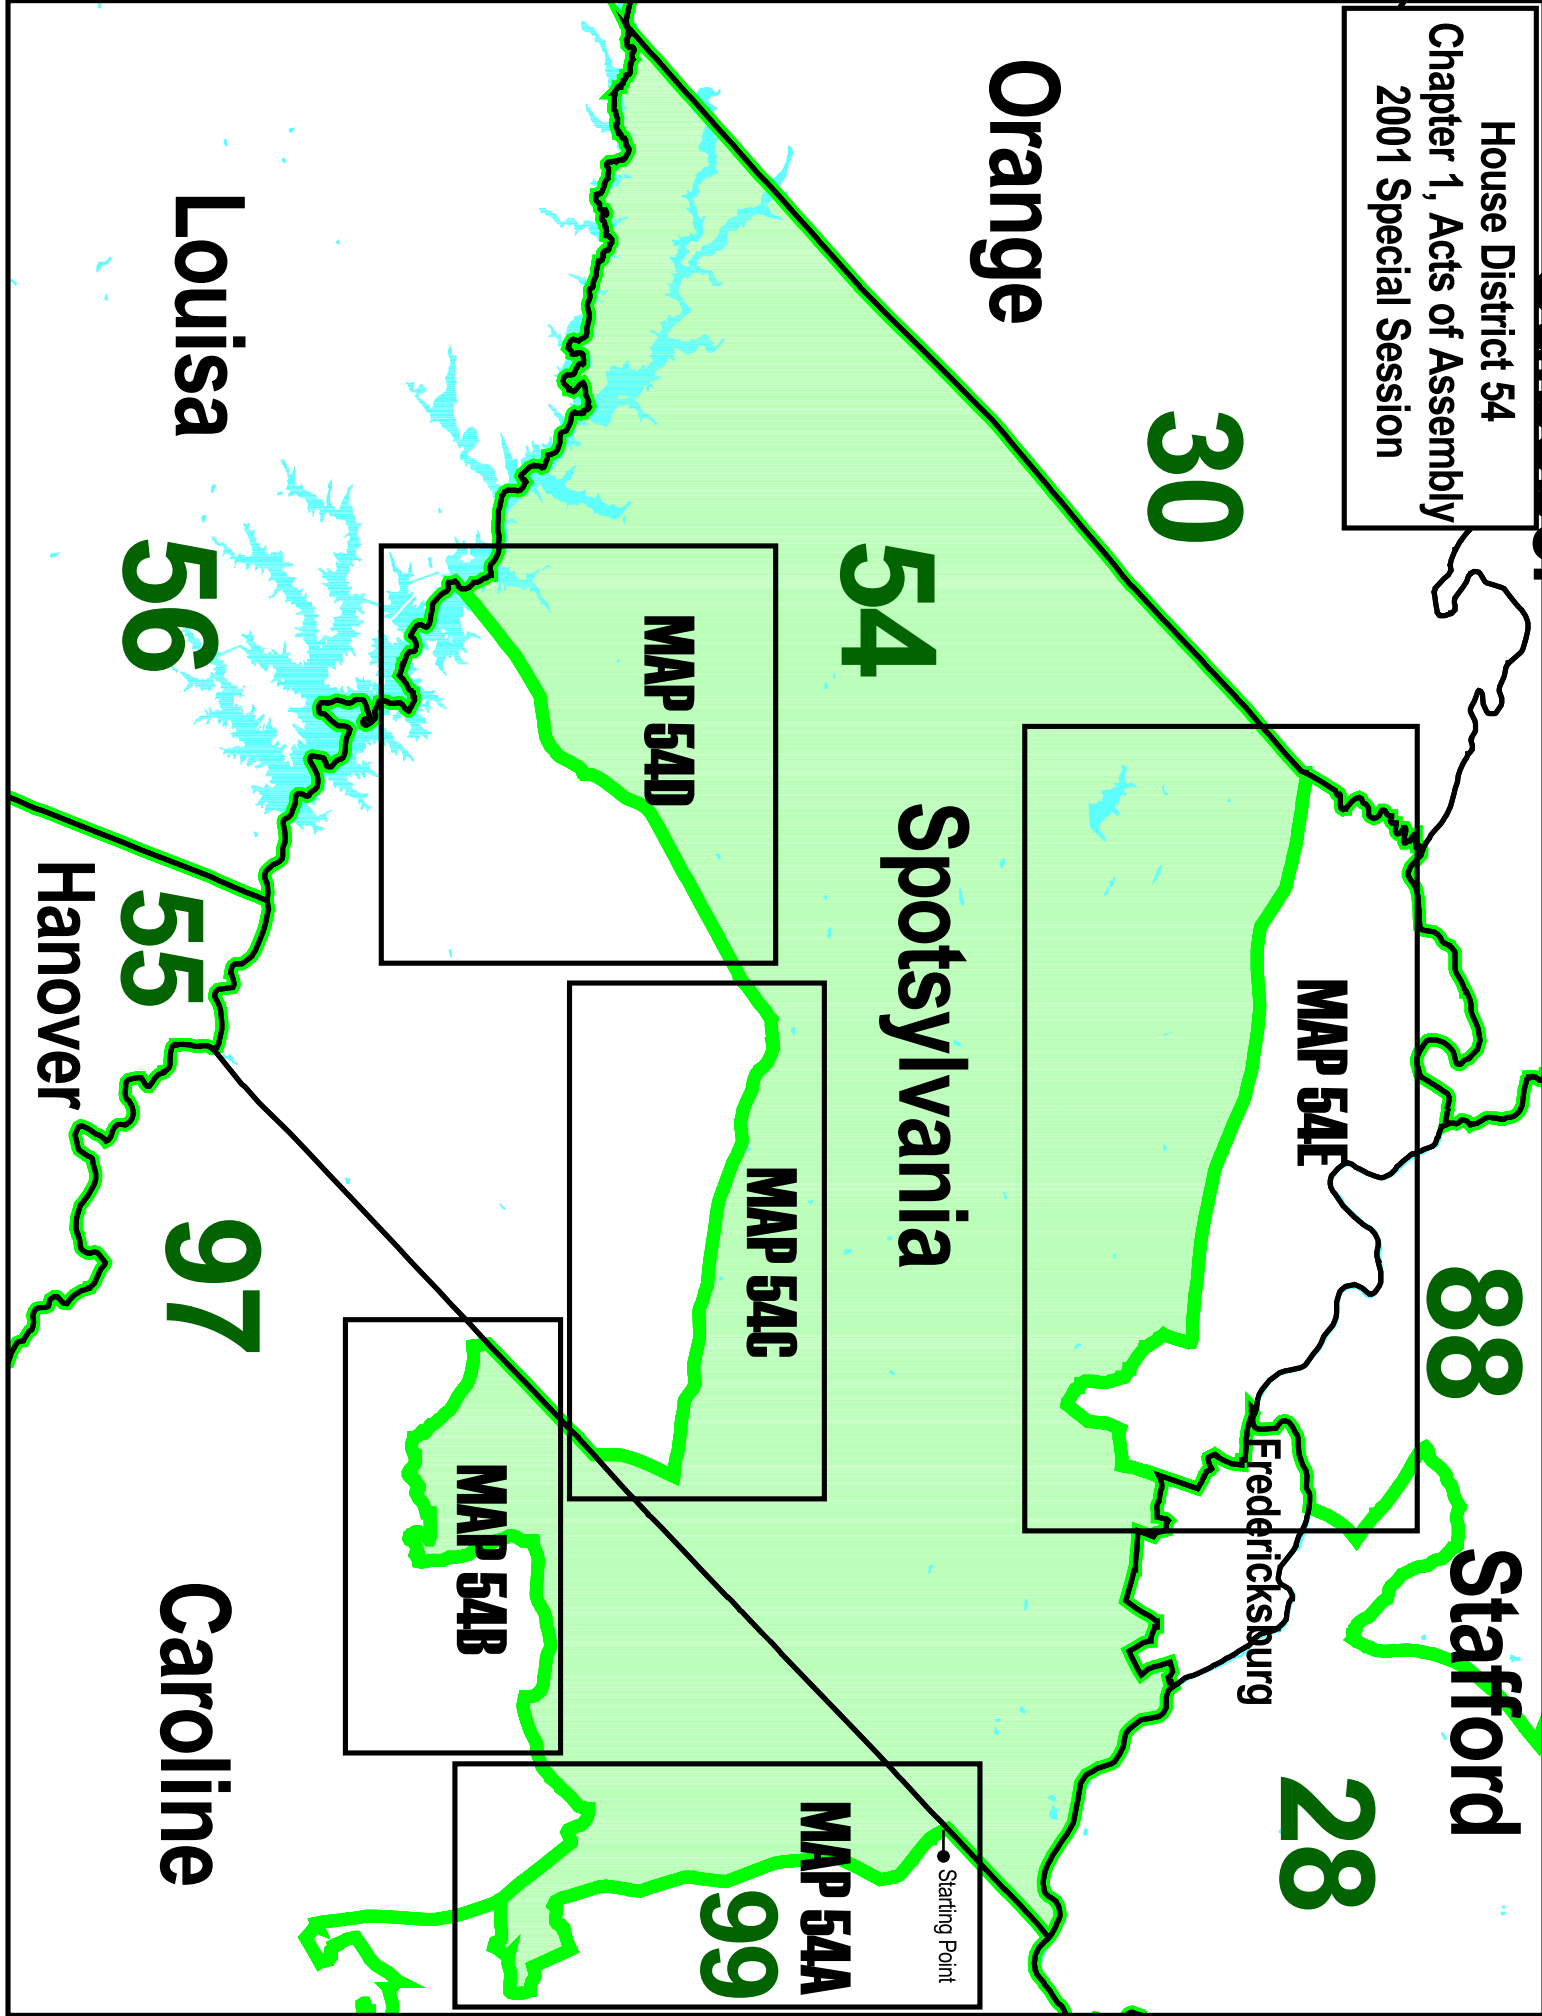 House District 54
Chapter 1, Acts of Assembly
2001 Special Session
Orange
30
88
Stafford
28
MAP 54E
Fredericksburg
Spotsylvania
54
Starting Point
MAP 54A
99
MAP 54C
MAP 54D
MAP 54B
Louisa
56
55
97
Caroline
Hanover